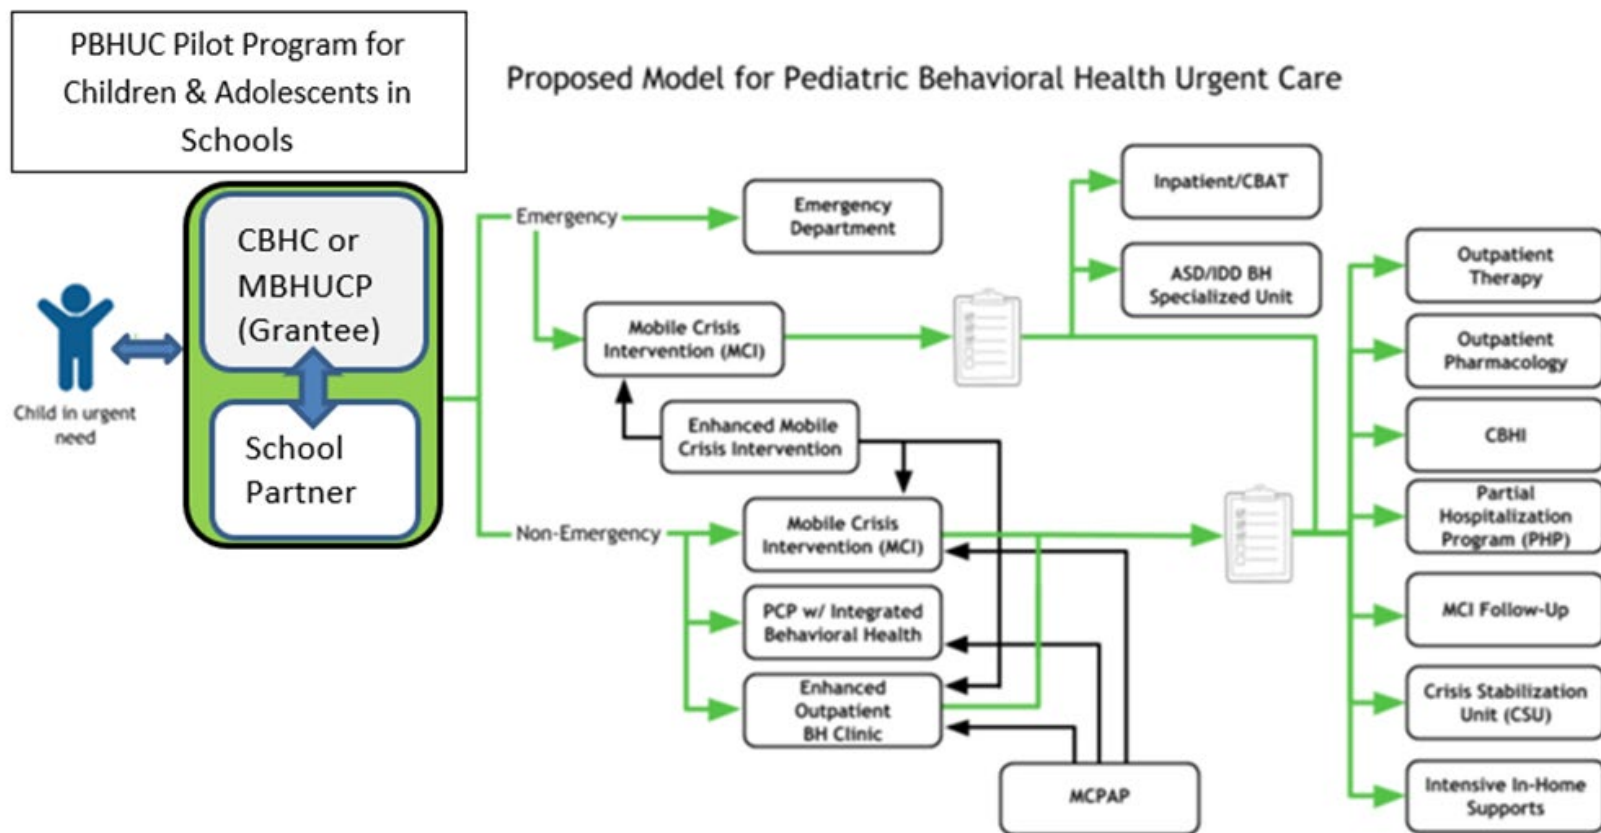 PBHUC Pilot Program for
Children & Adolescents in
Schools
Proposed Model for Pediatric Behavioral Health Urgent Care
CBHC or
MBHUCP
(Grantee)
School
Partner
Child in urgent
need
Emergency
Emergency
Department
Mobile Crisis
Intervention (MCI)
Inpatient/CBAT
ASD/IDD BH
Specialized Unit
Enhanced Mobile
Crisis Intervention
Non-Emergency
Mobile Crisis
Intervention (MCI)
PCP w/ Integrated
Behavioral Health
Enhanced
Outpatient
BH Clinic
MCPAP
Outpatient
Therapy
Outpatient
Pharmacology
CBHI
Partial
Hospitalization
Program (PHP)
MCI Follow-Up
Crisis Stabilization
Unit (CSU)
Intensive In-Home
Supports